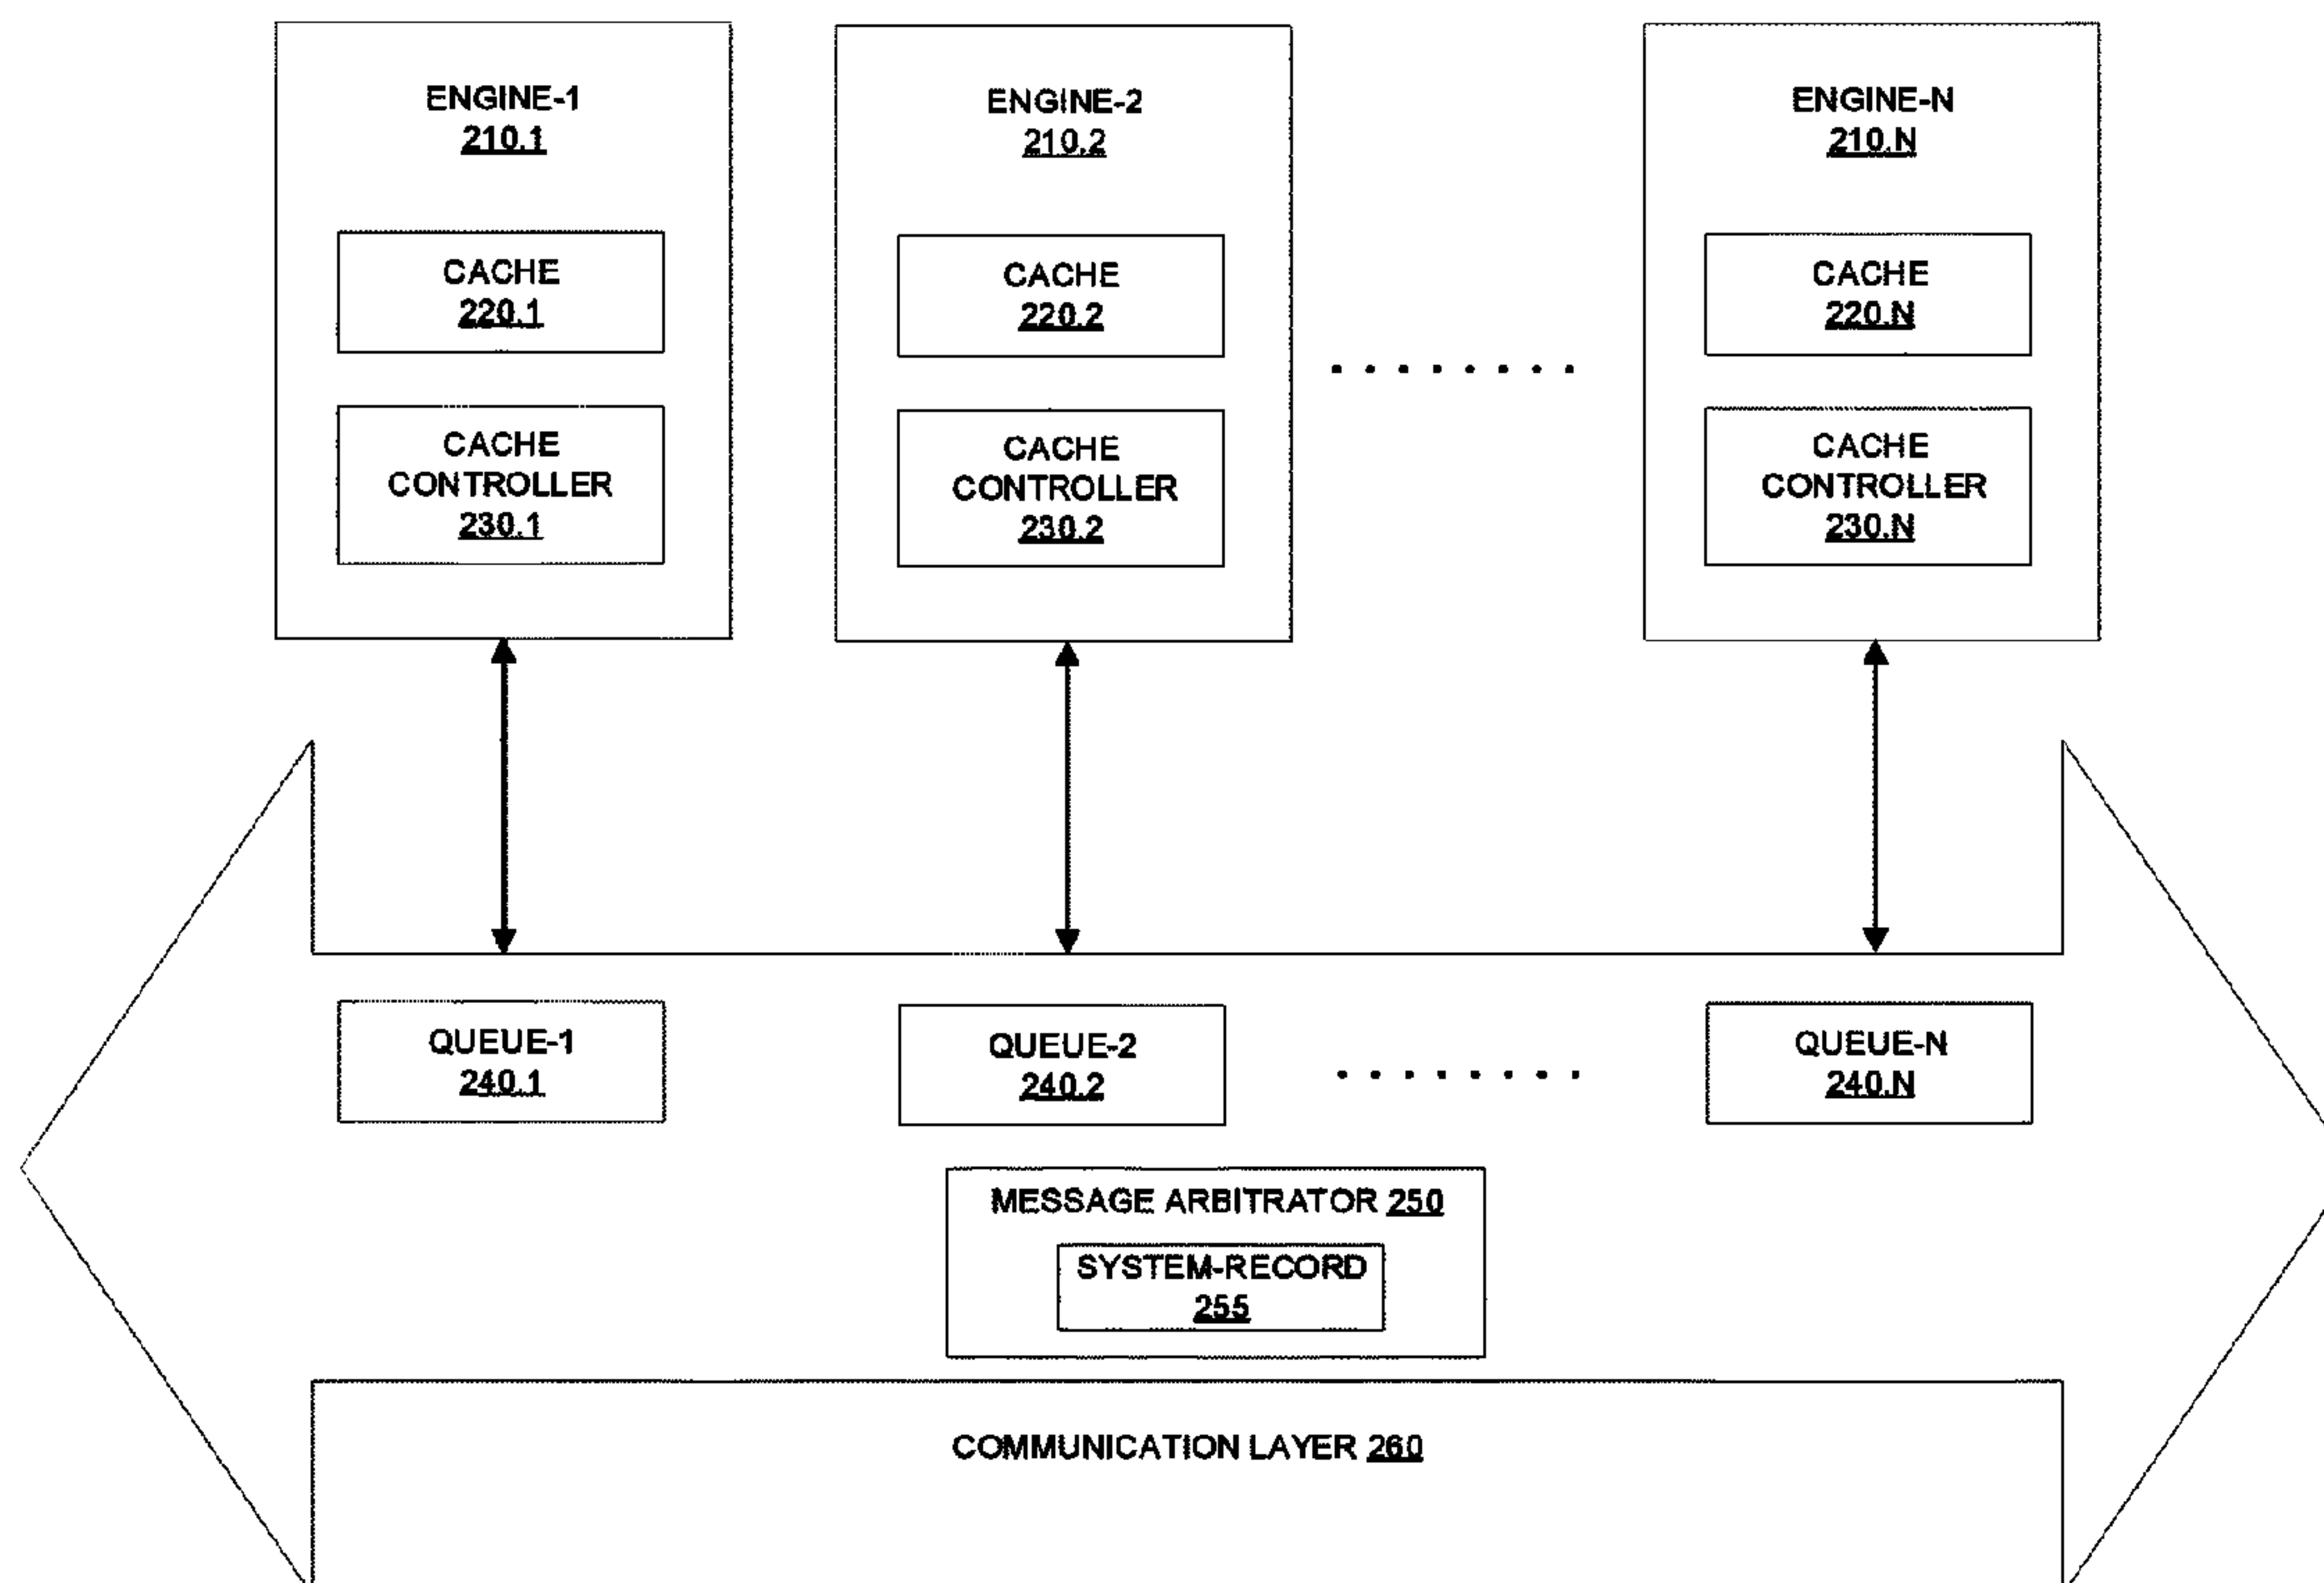 ENGINE-1
210.1
CACHE
220.1
CACHE
CONTROLLER
230.1
ENGINE-2
210.2
CACHE
220.2
CACHE
CONTROLLER
230.2
ENGINE-N
210.N
CACHE
220.N
CACHE
CONTROLLER
230.N
QUEUE-1
240.1
QUEUE-2
240.2
QUEUE-N
240.N
MESSAGE ARBITRATOR 250
SYSTEM-RECORD
255
COMMUNICATION LAYER 260